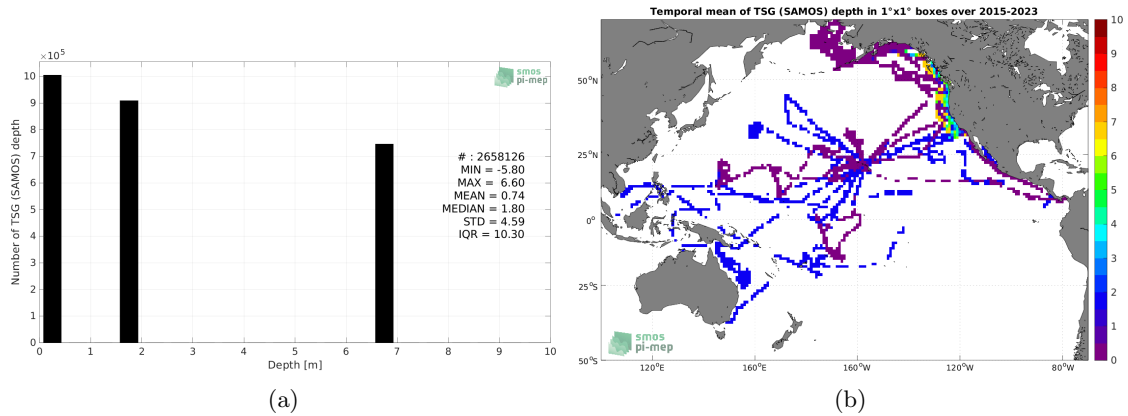 ×10⁵
10
9
8
7
6
5
4
3
2
1
0
Number of TSG (SAMOS) depth
smos
pi-mep
# : 2658126
MIN = -5.80
MAX = 6.60
MEAN = 0.74
MEDIAN = 1.80
STD = 4.59
IQR = 10.30
0 1 2 3 4 5 6 7 8 9 10
Depth [m]
(a)
Temporal mean of TSG (SAMOS) depth in 1°x1° boxes over 2015-2023
50°N
25°N
0°
25°S
50°S
smos
pi-mep
120°E 160°E 160°W 120°W 80°W
10
9
8
7
6
5
4
3
2
1
0
(b)